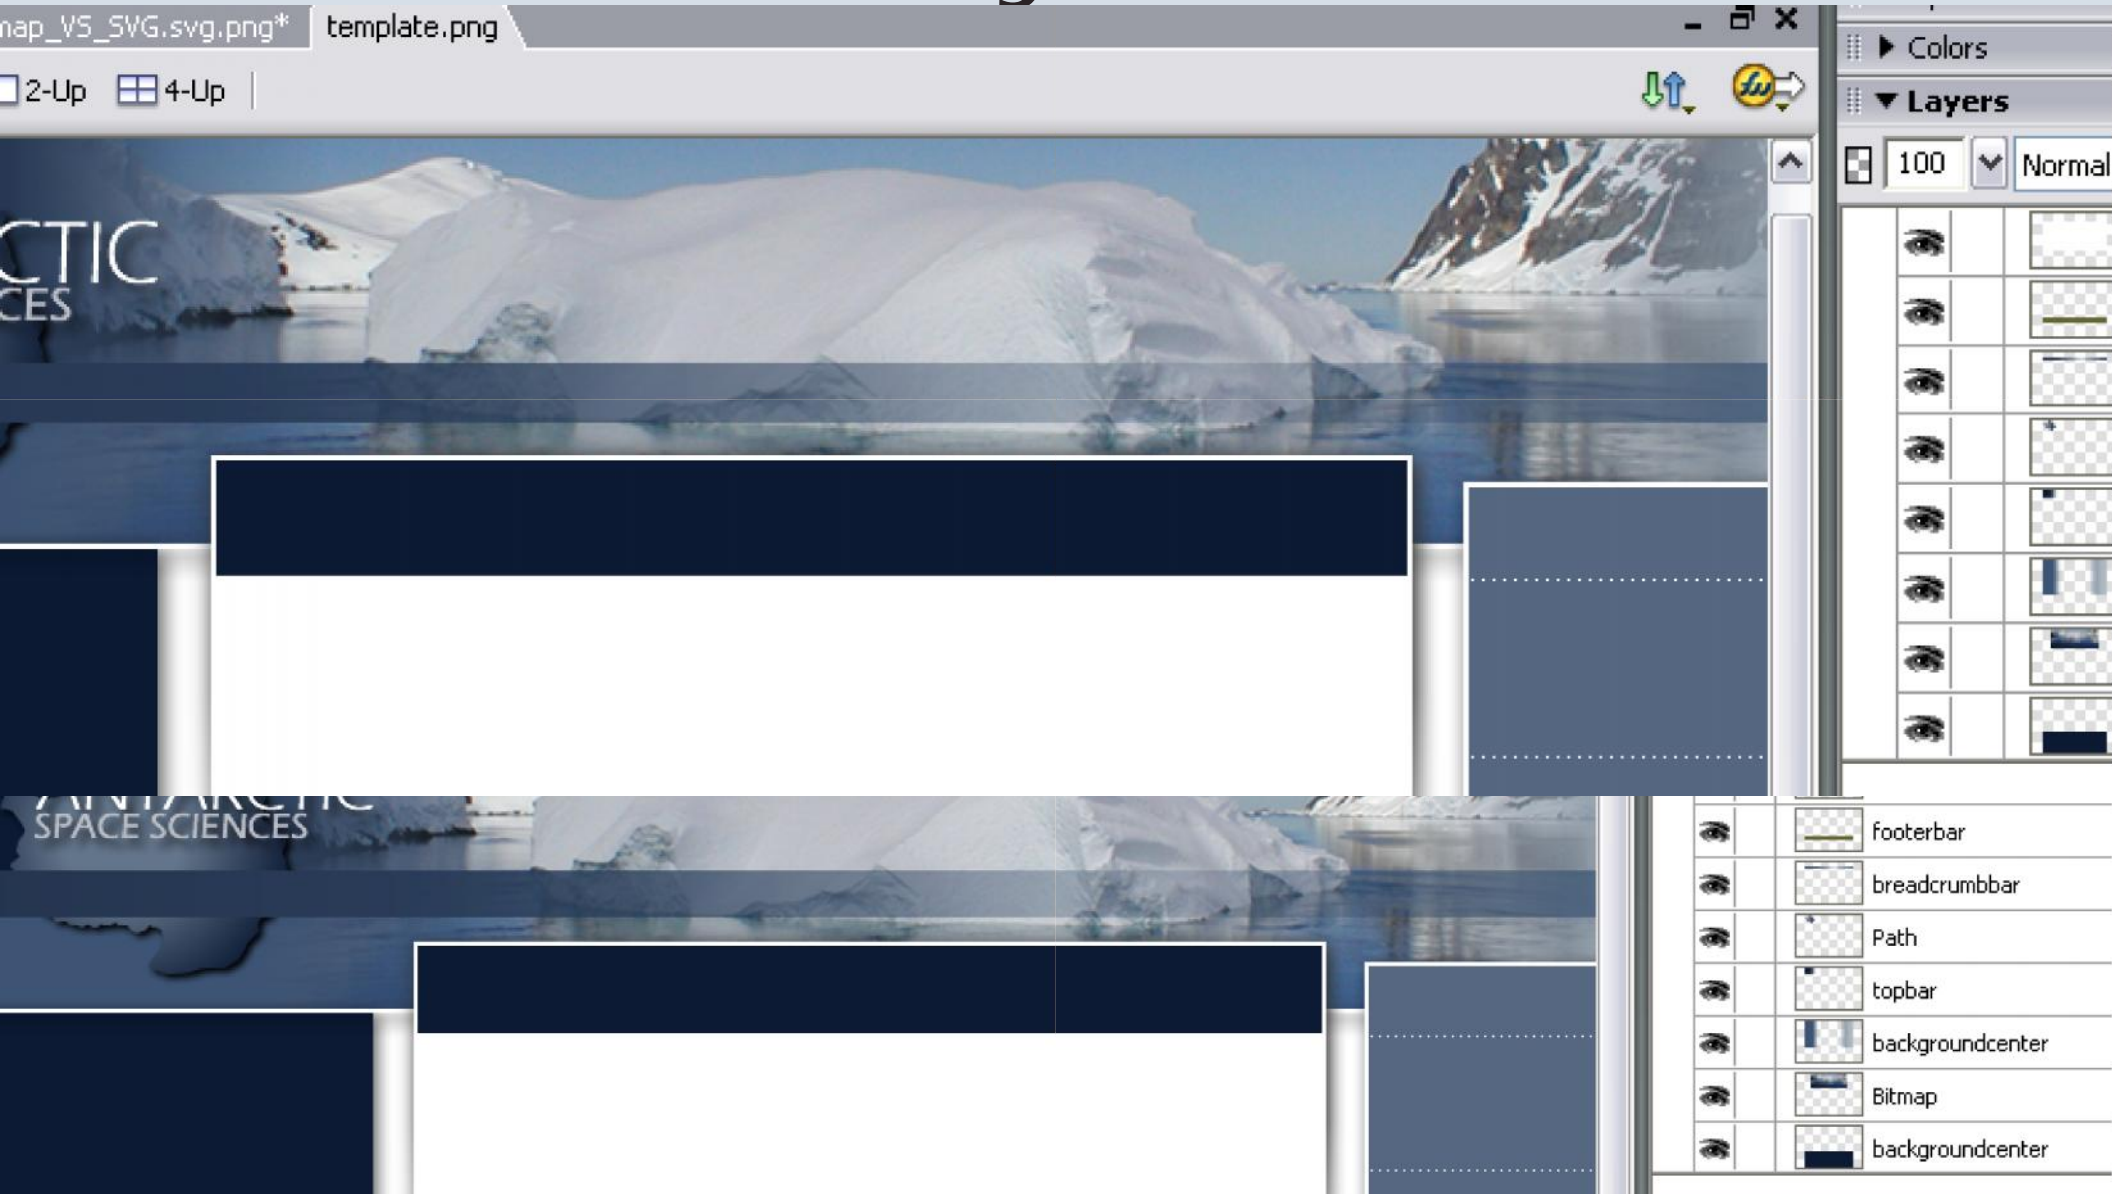 map_VS_SVG.svg.png* template.png
Colors
2-Up 4-Up
Layers
100 Normal
CTIC
CES
ANTARCTIC
SPACE SCIENCES
footerbar
breadcrumbbar
Path
topbar
backgroundcenter
Bitmap
backgroundcenter